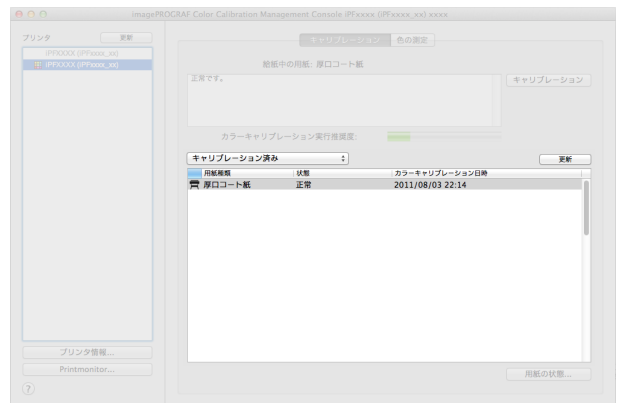 imagePROGRAF Color Calibration Management Console iPFxxxx (iPFxxxx_xx) xxxx
プリンタ
更新
iPFXXXX (iPFxxxx_xx)
iPFXXXX (iPFxxxx_xx)
キャリブレーション 色の測定
給紙中の用紙: 厚口コート紙
正常です。
キャリブレーション
カラーキャリブレーション実行推奨度:
キャリブレーション済み
更新
用紙種類 状態 カラーキャリブレーション日時
厚口コート紙 正常 2011/08/03 22:14
プリンタ情報...
Printmonitor...
用紙の状態...
?